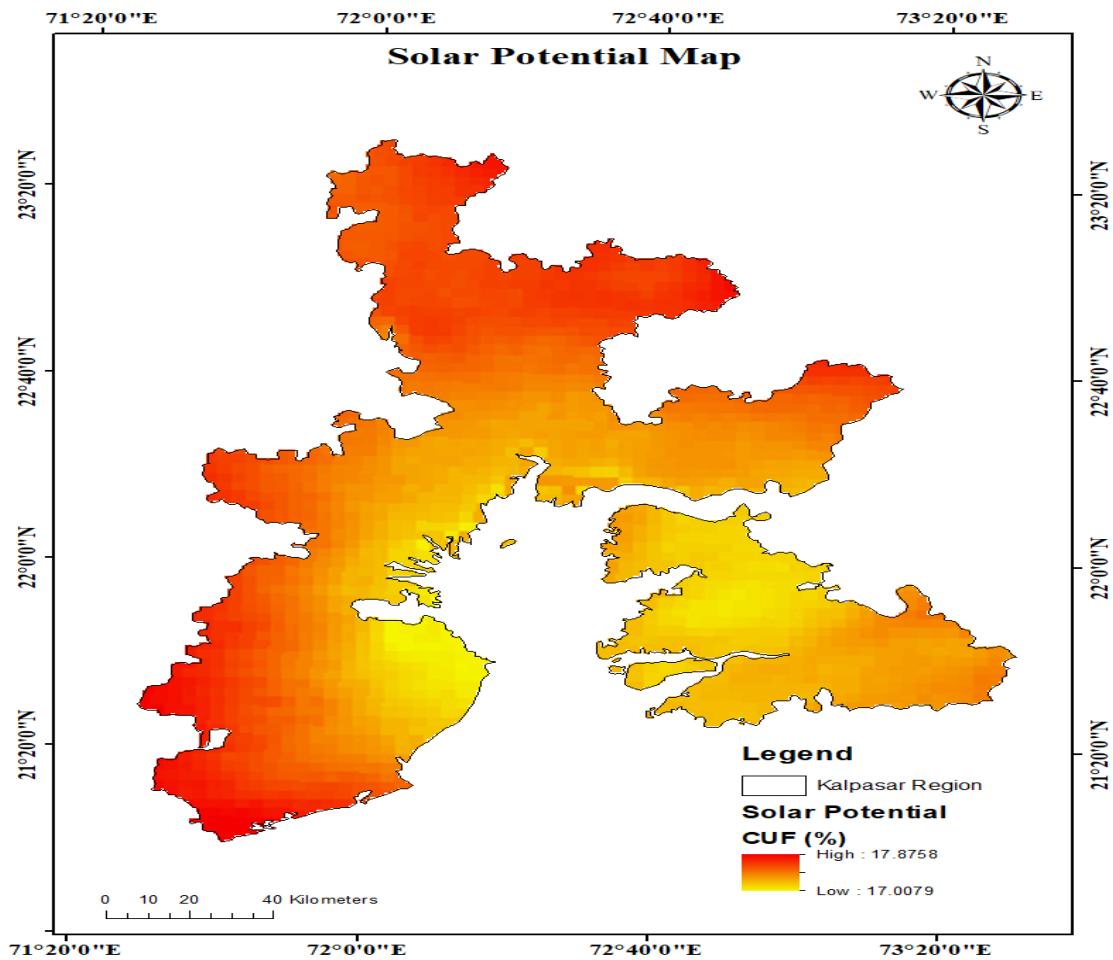 71°20'0"E 72°0'0"E 72°40'0"E 73°20'0"E
Solar Potential Map
N
W E
S
23°20'0"N 23°20'0"N
22°40'0"N 22°40'0"N
22°0'0"N 22°0'0"N
21°20'0"N 21°20'0"N
Legend
Kalpasar Region
Solar Potential
CUF (%)
High : 17.8758
Low : 17.0079
0 10 20 40 Kilometers
71°20'0"E 72°0'0"E 72°40'0"E 73°20'0"E